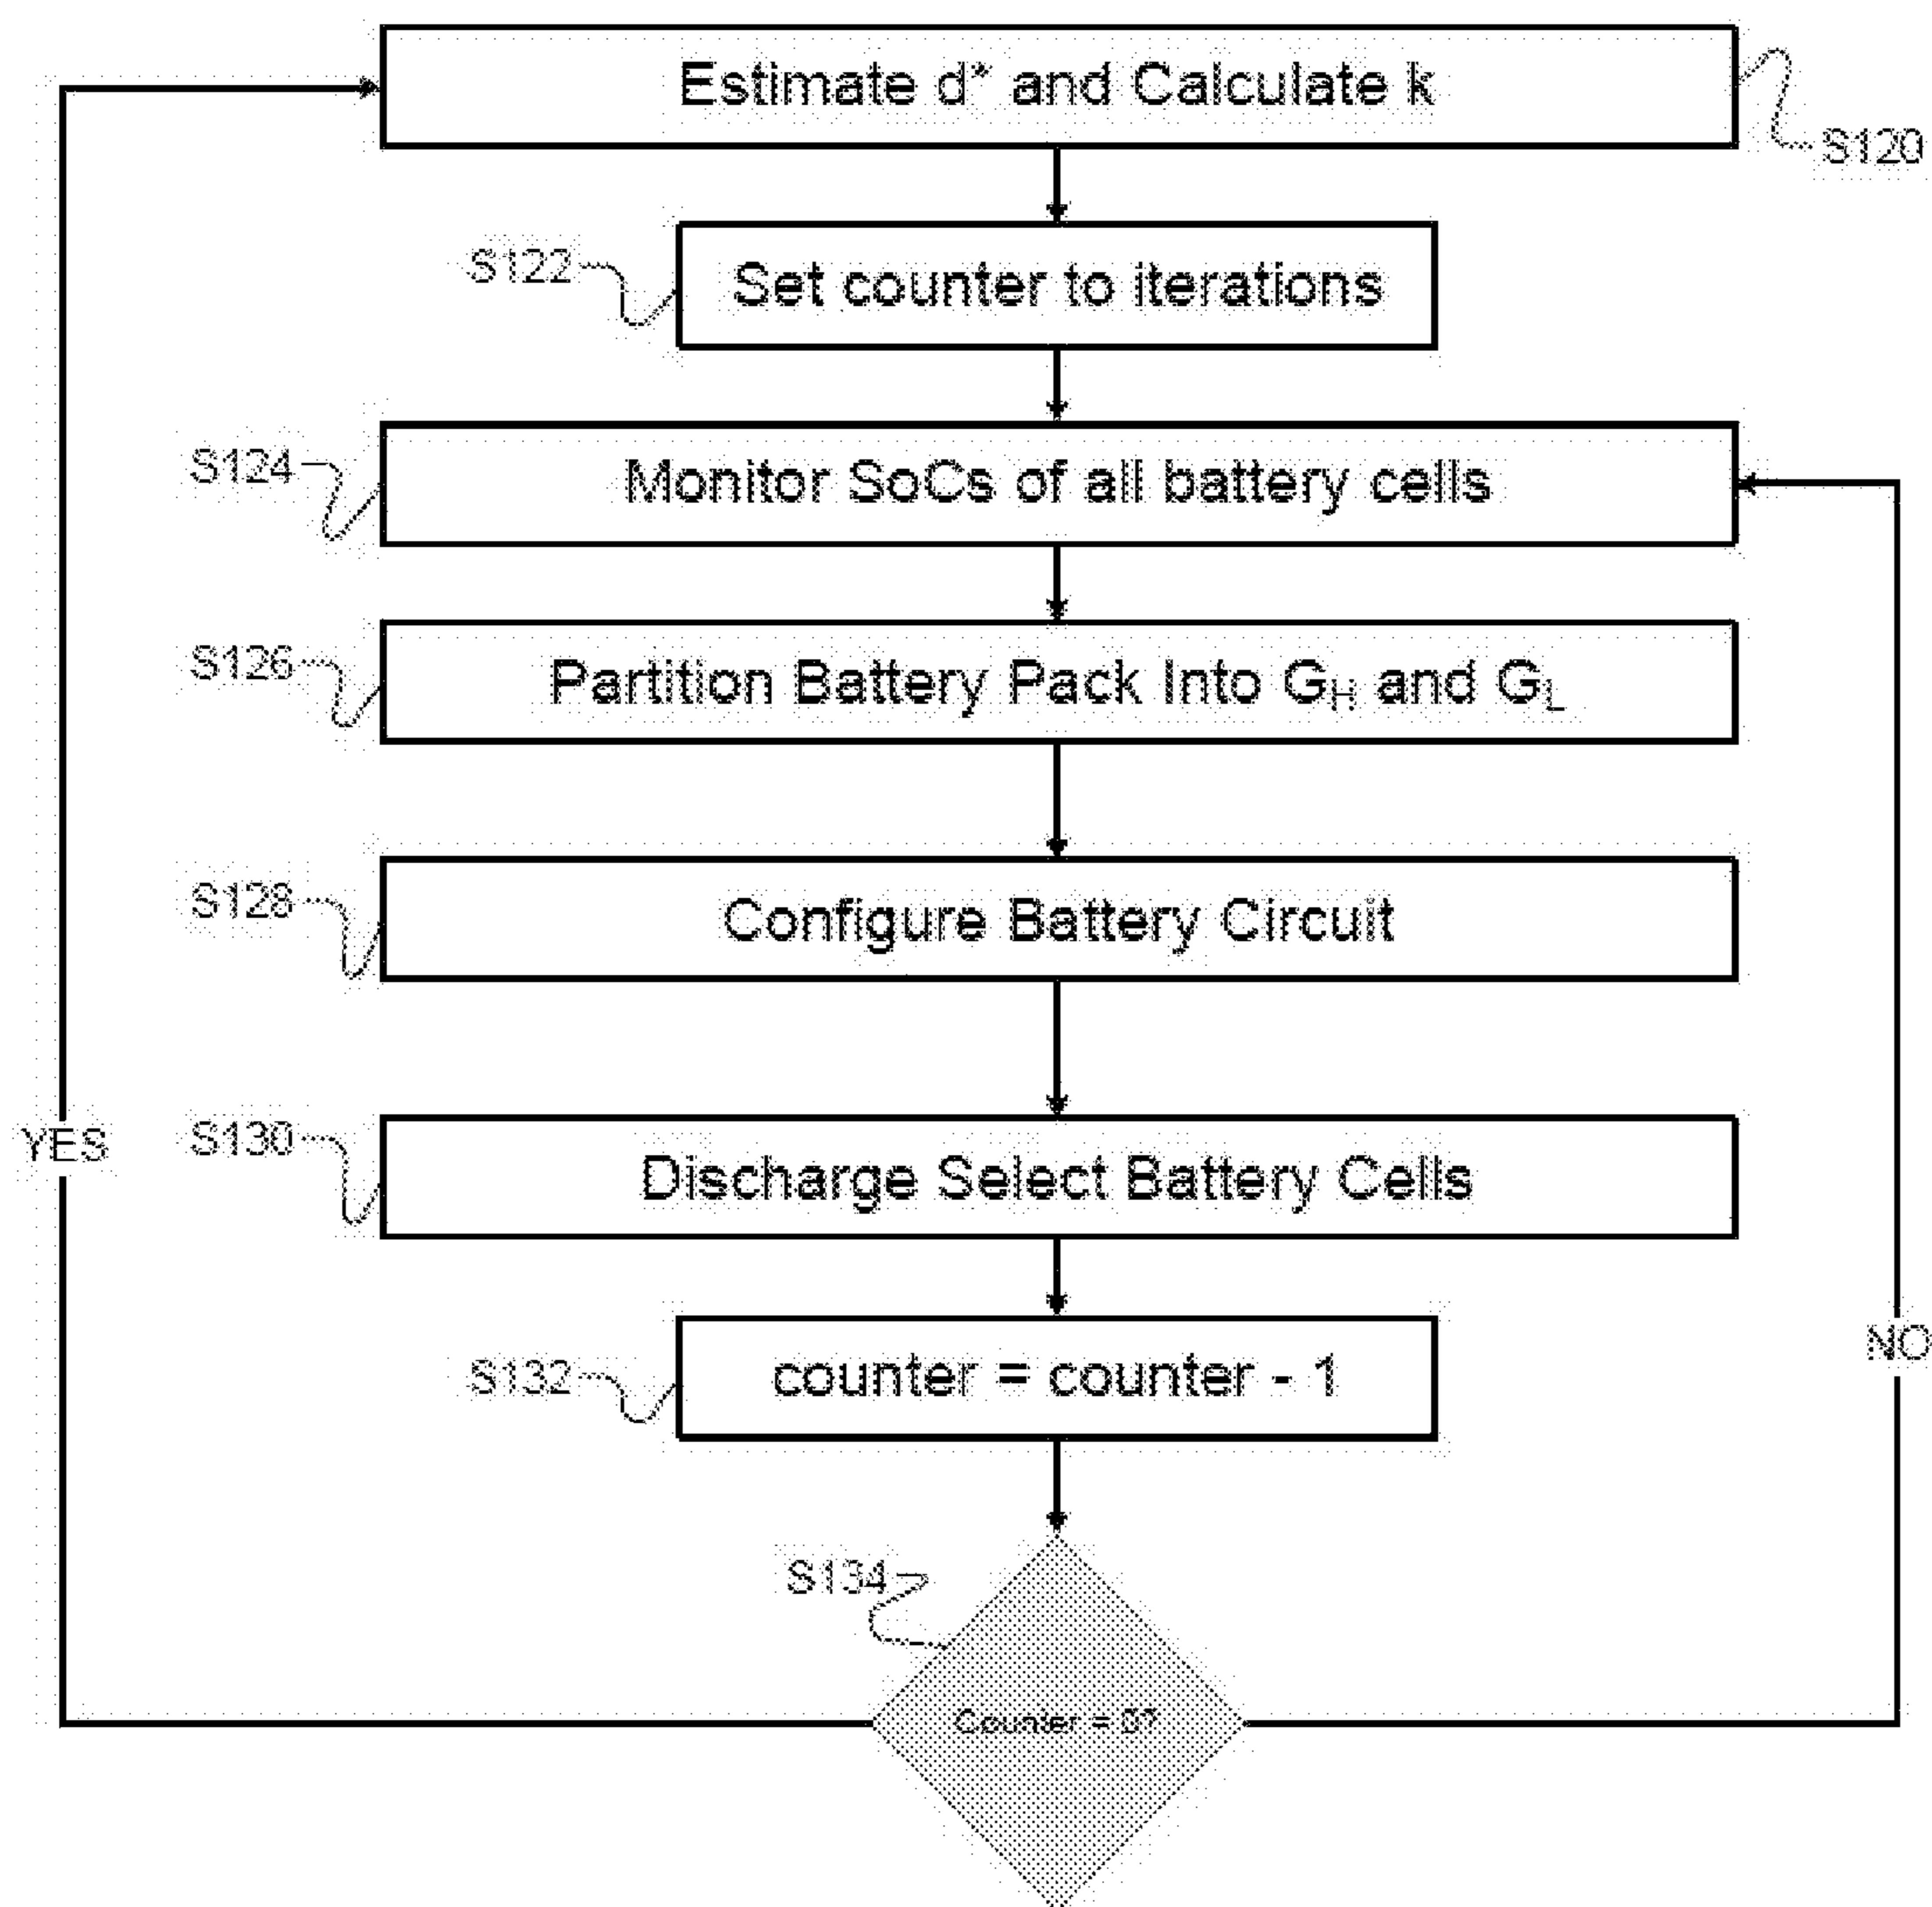 Estimate d* and Calculate k
S120
S122
Set counter to iterations
S124
Monitor SoCs of all battery cells
S126
Partition Battery Pack Into G_H and G_L
S128
Configure Battery Circuit
YES
S130
Discharge Select Battery Cells
NO
S132
counter = counter - 1
S134
Counter = 0?